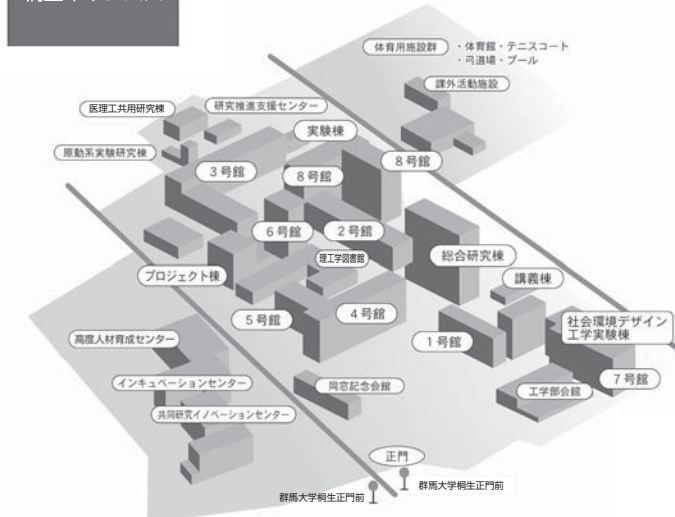 体育用施設群
・体育館・テニスコート
・弓道場・プール
課外活動施設
医理工共用研究棟
研究推進支援センター
実験棟
原動系実験研究棟
3号館
8号館
8号館
6号館
2号館
総合研究棟
理工学図書館
プロジェクト棟
講義棟
5号館
4号館
社会環境デザイン
工学実験棟
高度人材育成センター
1号館
7号館
インキュベーションセンター
同窓記念会館
工学部会館
共同研究イノベーションセンター
正門
群馬大学桐生正門前
群馬大学桐生正門前